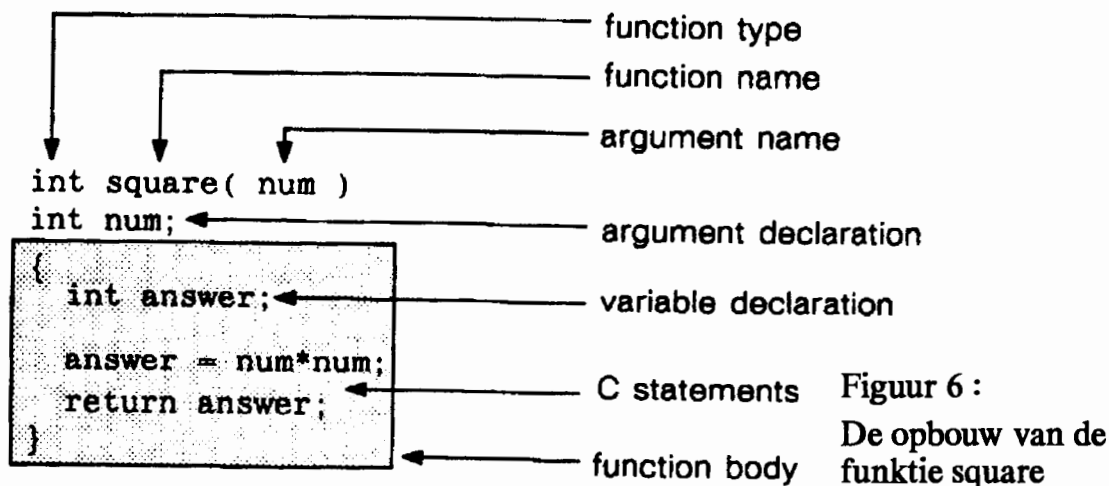 function type
function name
argument name
int square( num )
int num;
argument declaration
{
int answer;
variable declaration
answer = num*num;
return answer;
C statements
}
function body
Figuur 6 :
De opbouw van de
funktie square